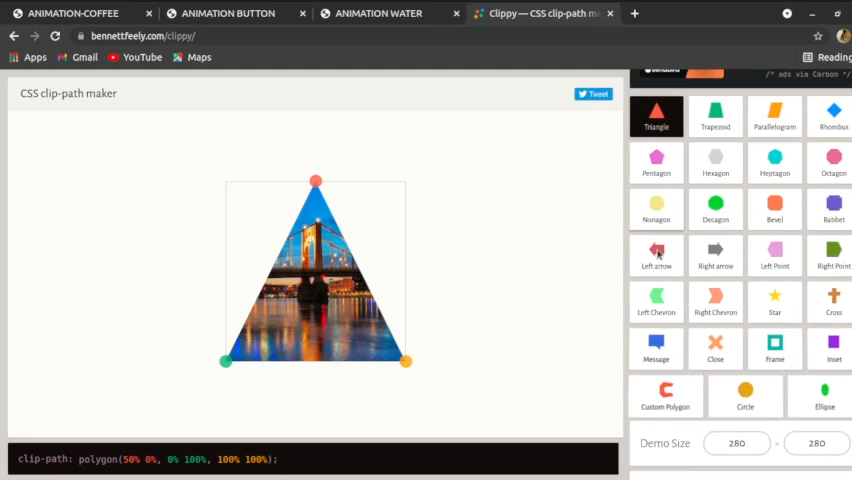 ANIMATION-COFFEE
ANIMATION BUTTON
ANIMATION WATER
Clippy — CSS clip-path ma
bennettfeely.com/clippy/
Apps
Gmail
YouTube
Maps
Reading
CSS clip-path maker
Tweet
/* ads via Carbon */
Triangle
Trapezoid
Parallelogram
Rhombus
Pentagon
Hexagon
Heptagon
Octagon
Nonagon
Decagon
Bevel
Rabbet
Left arrow
Right arrow
Left Point
Right Point
Left Chevron
Right Chevron
Star
Cross
Message
Close
Frame
Inset
Custom Polygon
Circle
Ellipse
Demo Size 280 × 280
clip-path: polygon(50% 0%, 0% 100%, 100% 100%);